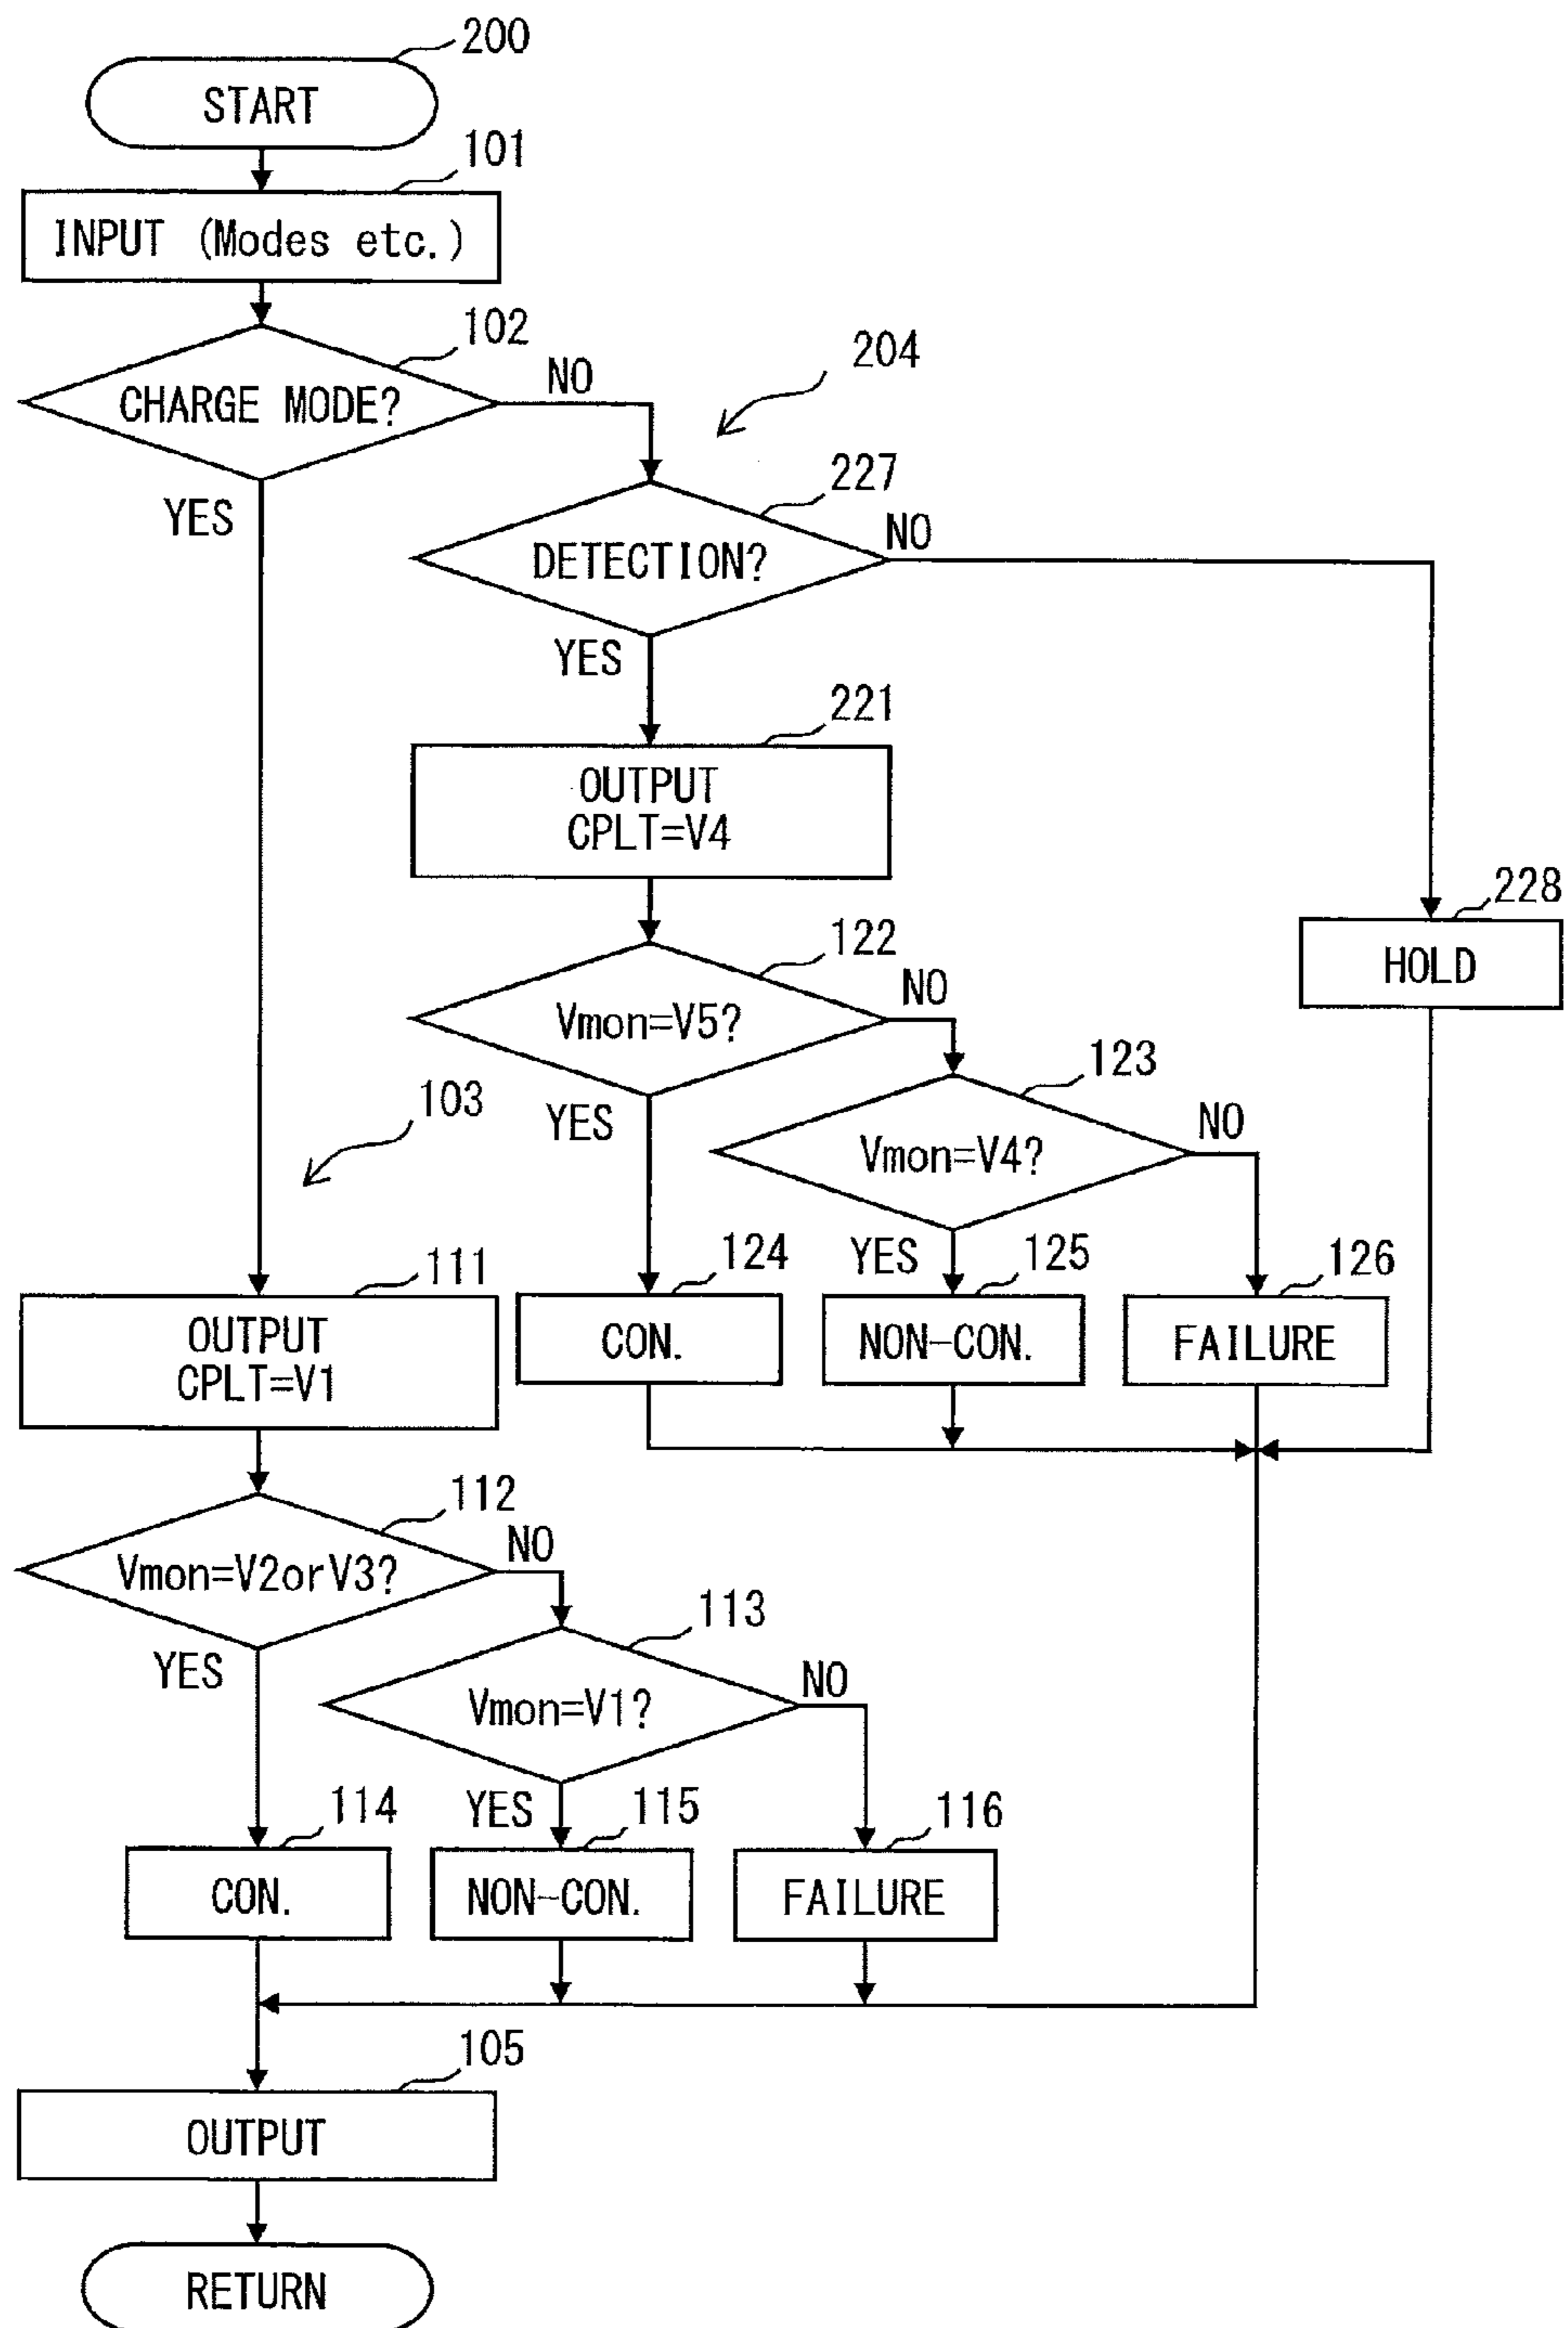 200
START
101
INPUT (Modes etc.)
102
CHARGE MODE?
NO
204
YES
227
DETECTION?
NO
YES
221
OUTPUT
CPLT=V4
228
HOLD
122
Vmon=V5?
NO
123
Vmon=V4?
NO
YES
103
YES
124
CON.
125
NON-CON.
126
FAILURE
111
OUTPUT
CPLT=V1
112
Vmon=V2orV3?
NO
113
Vmon=V1?
NO
YES
YES
114
CON.
115
NON-CON.
116
FAILURE
105
OUTPUT
RETURN